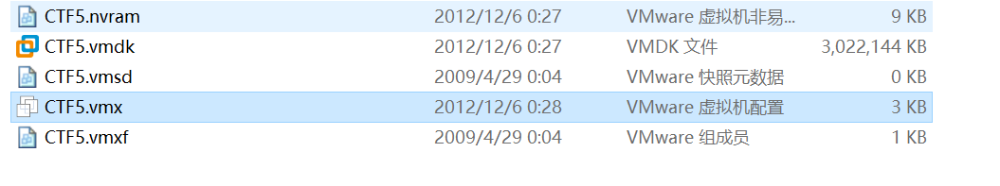 CTF5.nvram 2012/12/6 0:27 VMware 虚拟机非易... 9 KB
CTF5.vmdk 2012/12/6 0:27 VMDK 文件 3,022,144 KB
CTF5.vmsd 2009/4/29 0:04 VMware 快照元数据 0 KB
CTF5.vmx 2012/12/6 0:28 VMware 虚拟机配置 3 KB
CTF5.vmxf 2009/4/29 0:04 VMware 组成员 1 KB